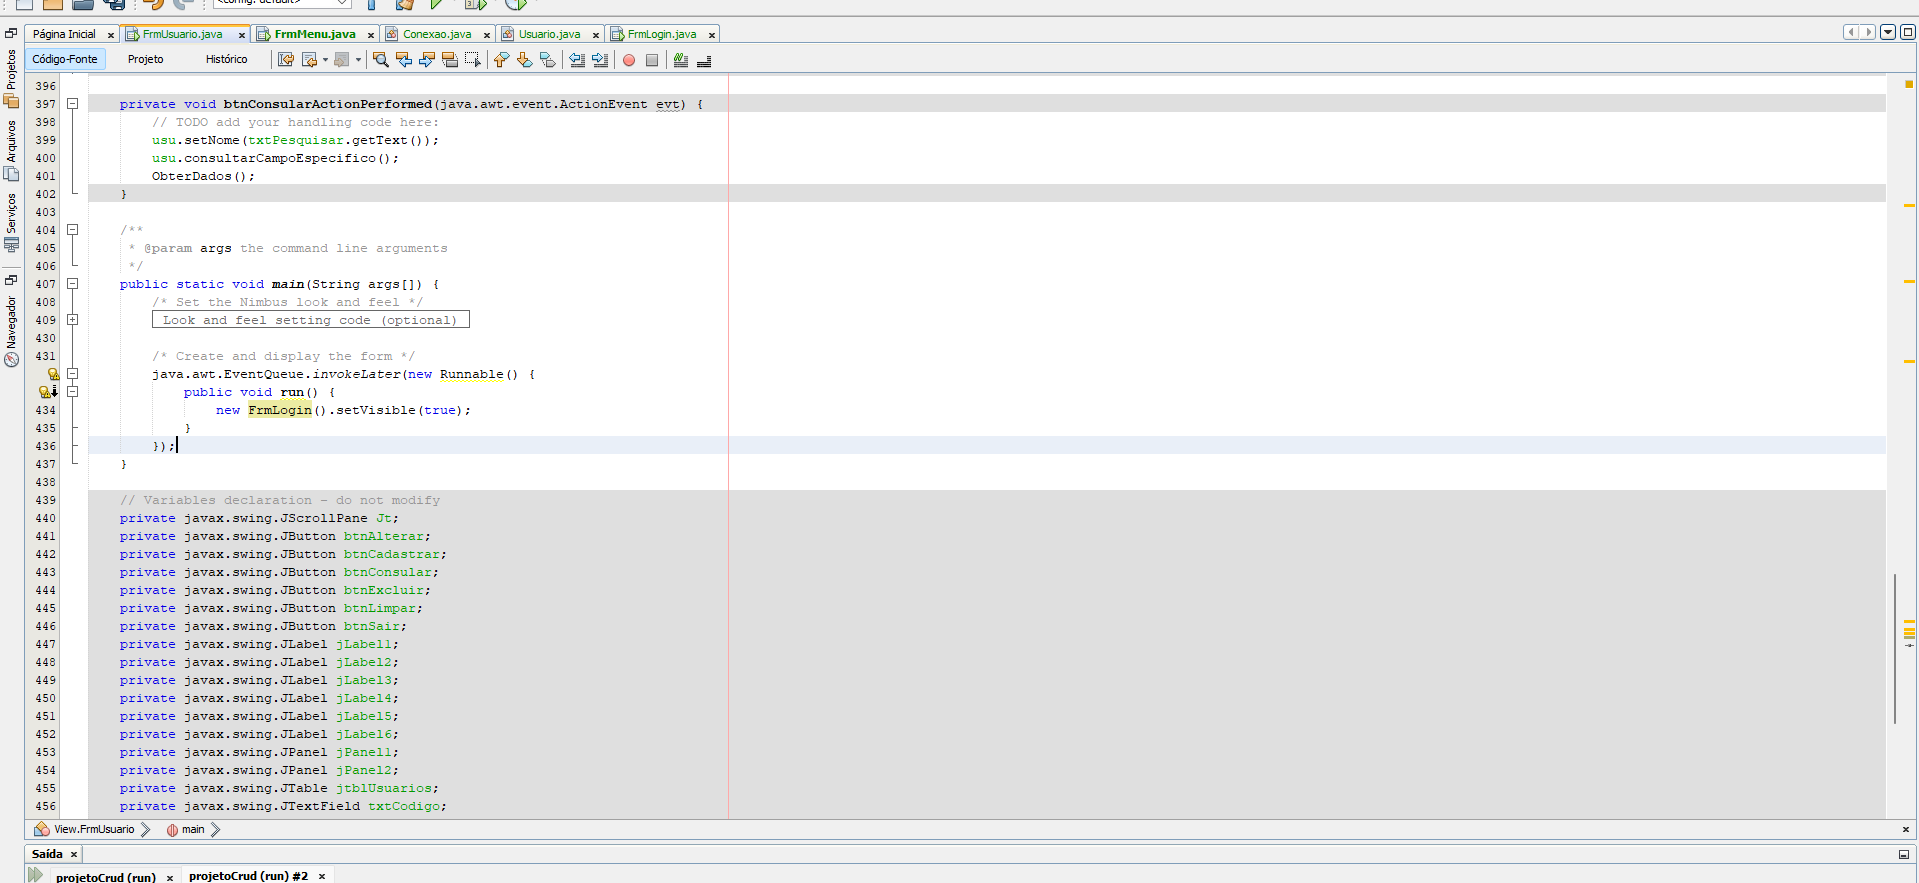 <config. default>
Página Inicial × FrmUsuario.java × FrmMenu.java × Conexao.java × Usuario.java × FrmLogin.java ×
Código-Fonte Projeto Histórico
Projetos
Arquivos
Serviços
Navegador
396
397 private void btnConsularActionPerformed(java.awt.event.ActionEvent evt) {
398 // TODO add your handling code here:
399 usu.setNome(txtPesquisar.getText());
400 usu.consultarCampoEspecifico();
401 ObterDados();
402 }
403
404 /**
405 * @param args the command line arguments
406 */
407 public static void main(String args[]) {
408 /* Set the Nimbus look and feel */
409 Look and feel setting code (optional)
430
431 /* Create and display the form */
java.awt.EventQueue.invokeLater(new Runnable() {
public void run() {
434 new FrmLogin().setVisible(true);
435 }
436 });
437 }
438
439 // Variables declaration - do not modify
440 private javax.swing.JScrollPane Jt;
441 private javax.swing.JButton btnAlterar;
442 private javax.swing.JButton btnCadastrar;
443 private javax.swing.JButton btnConsular;
444 private javax.swing.JButton btnExcluir;
445 private javax.swing.JButton btnLimpar;
446 private javax.swing.JButton btnSair;
447 private javax.swing.JLabel jLabel1;
448 private javax.swing.JLabel jLabel2;
449 private javax.swing.JLabel jLabel3;
450 private javax.swing.JLabel jLabel4;
451 private javax.swing.JLabel jLabel5;
452 private javax.swing.JLabel jLabel6;
453 private javax.swing.JPanel jPanel1;
454 private javax.swing.JPanel jPanel2;
455 private javax.swing.JTable jtblUsuarios;
456 private javax.swing.JTextField txtCodigo;
View.FrmUsuario main
Saída ×
projetoCrud (run) × projetoCrud (run) #2 ×